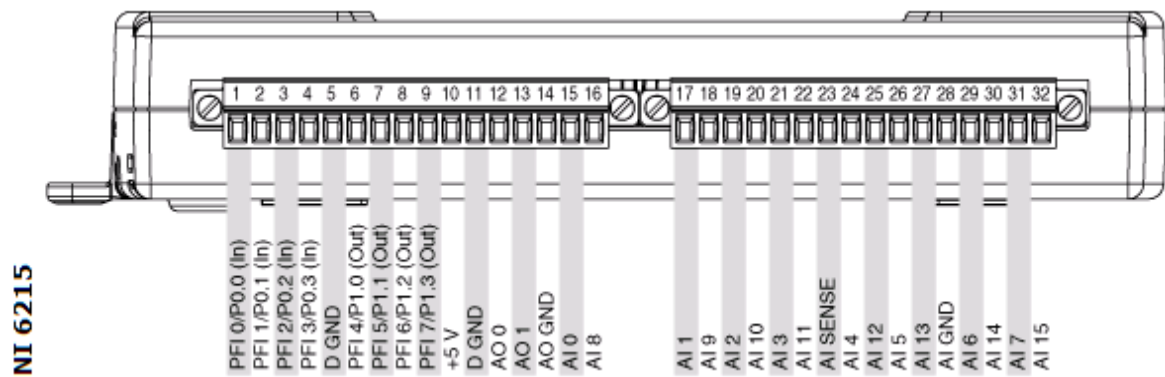 1 2 3 4 5 6 7 8 9 10 11 12 13 14 15 16
17 18 19 20 21 22 23 24 25 26 27 28 29 30 31 32
PFI 0/P0.0 (In)
PFI 1/P0.1 (In)
PFI 2/P0.2 (In)
PFI 3/P0.3 (In)
D GND
PFI 4/P1.0 (Out)
PFI 5/P1.1 (Out)
PFI 6/P1.2 (Out)
PFI 7/P1.3 (Out)
+5 V
D GND
AO 0
AO 1
AO GND
AI 0
AI 8
AI 1
AI 9
AI 2
AI 10
AI 3
AI 11
AI SENSE
AI 4
AI 12
AI 5
AI 13
AI GND
AI 6
AI 14
AI 7
AI 15
NI 6215